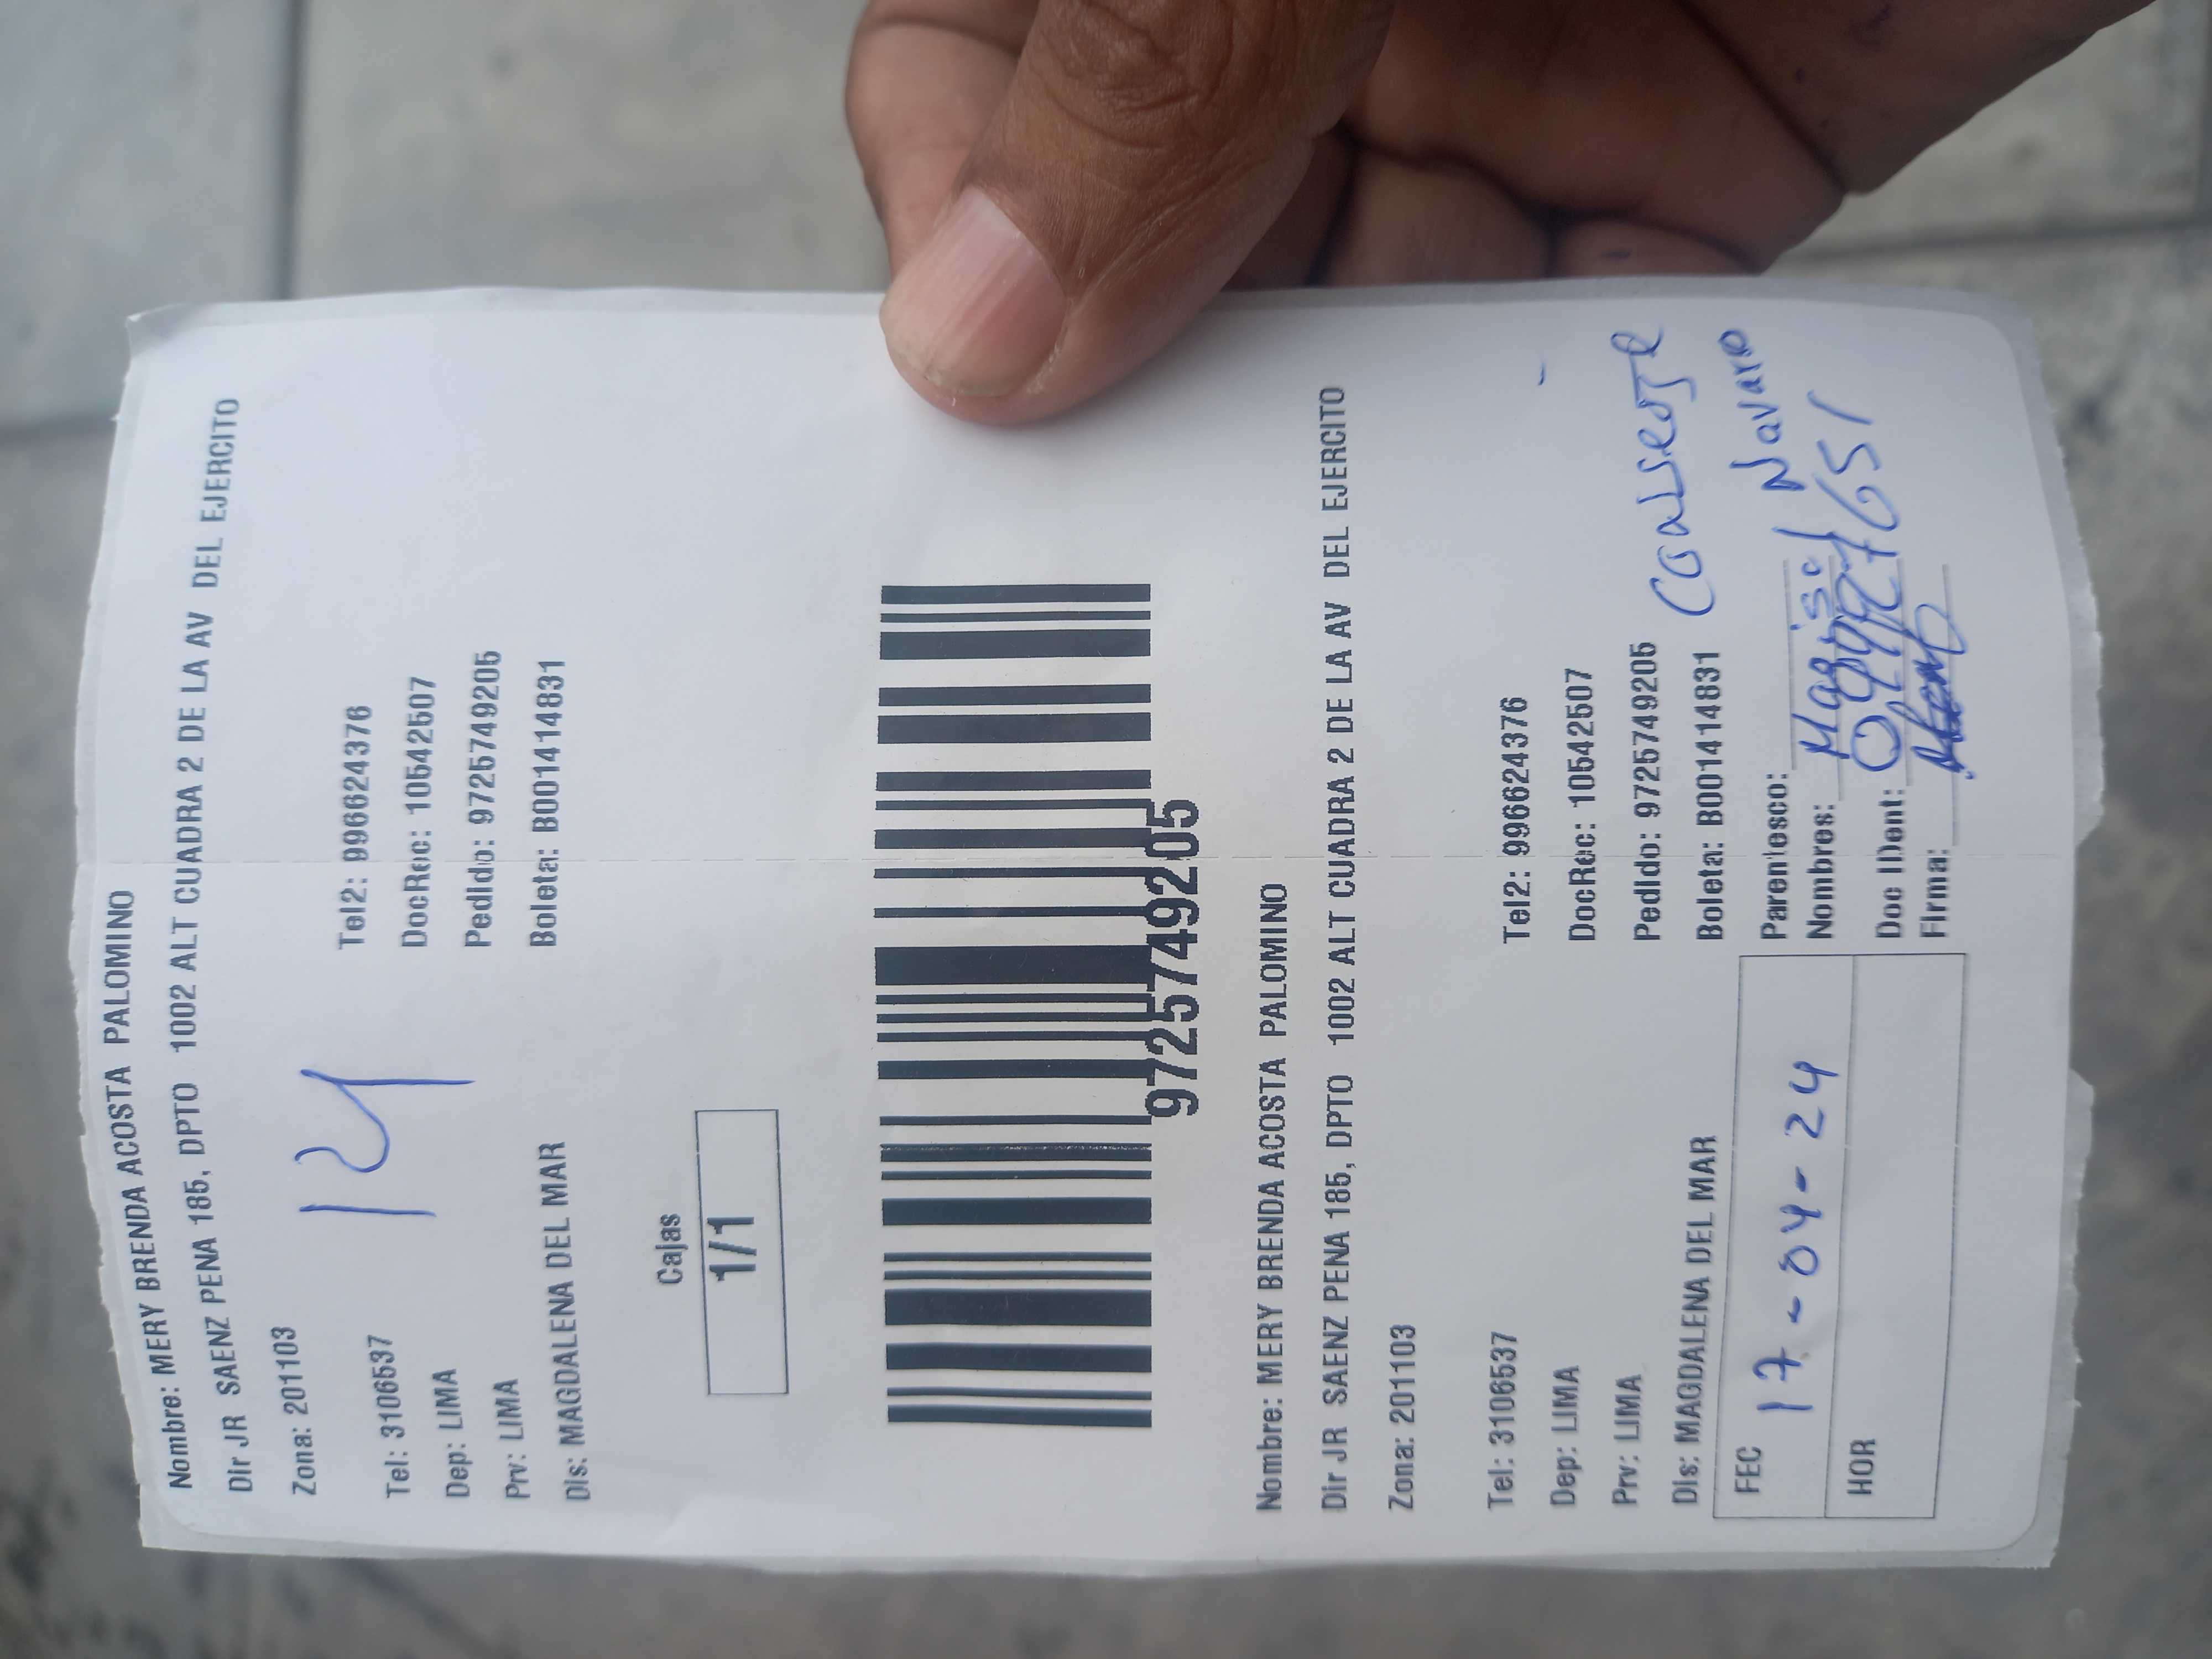 Nombre: MERY BRENDA ACOSTA PALOMINO
Dir JR SAENZ PENA 185, DPTO 1002 ALT CUADRA 2 DE LA AV DEL EJERCITO
Zona: 201103
Tel: 3106537 Tel2: 996624376
Dep: LIMA DocRec: 10542507
Prv: LIMA Pedido: 9725749205
Dis: MAGDALENA DEL MAR Boleta: B001414831
Cajas
1/1
9725749205
Nombre: MERY BRENDA ACOSTA PALOMINO
Dir JR SAENZ PENA 185, DPTO 1002 ALT CUADRA 2 DE LA AV DEL EJERCITO
Zona: 201103
Tel: 3106537 Tel2: 996624376
Dep: LIMA DocRec: 10542507
Prv: LIMA Pedido: 9725749205
Dis: MAGDALENA DEL MAR Boleta: B001414831
FEC 17-04-24
HOR
Parentesco:
Nombres: Navarro
Doc IDent:
Firma: